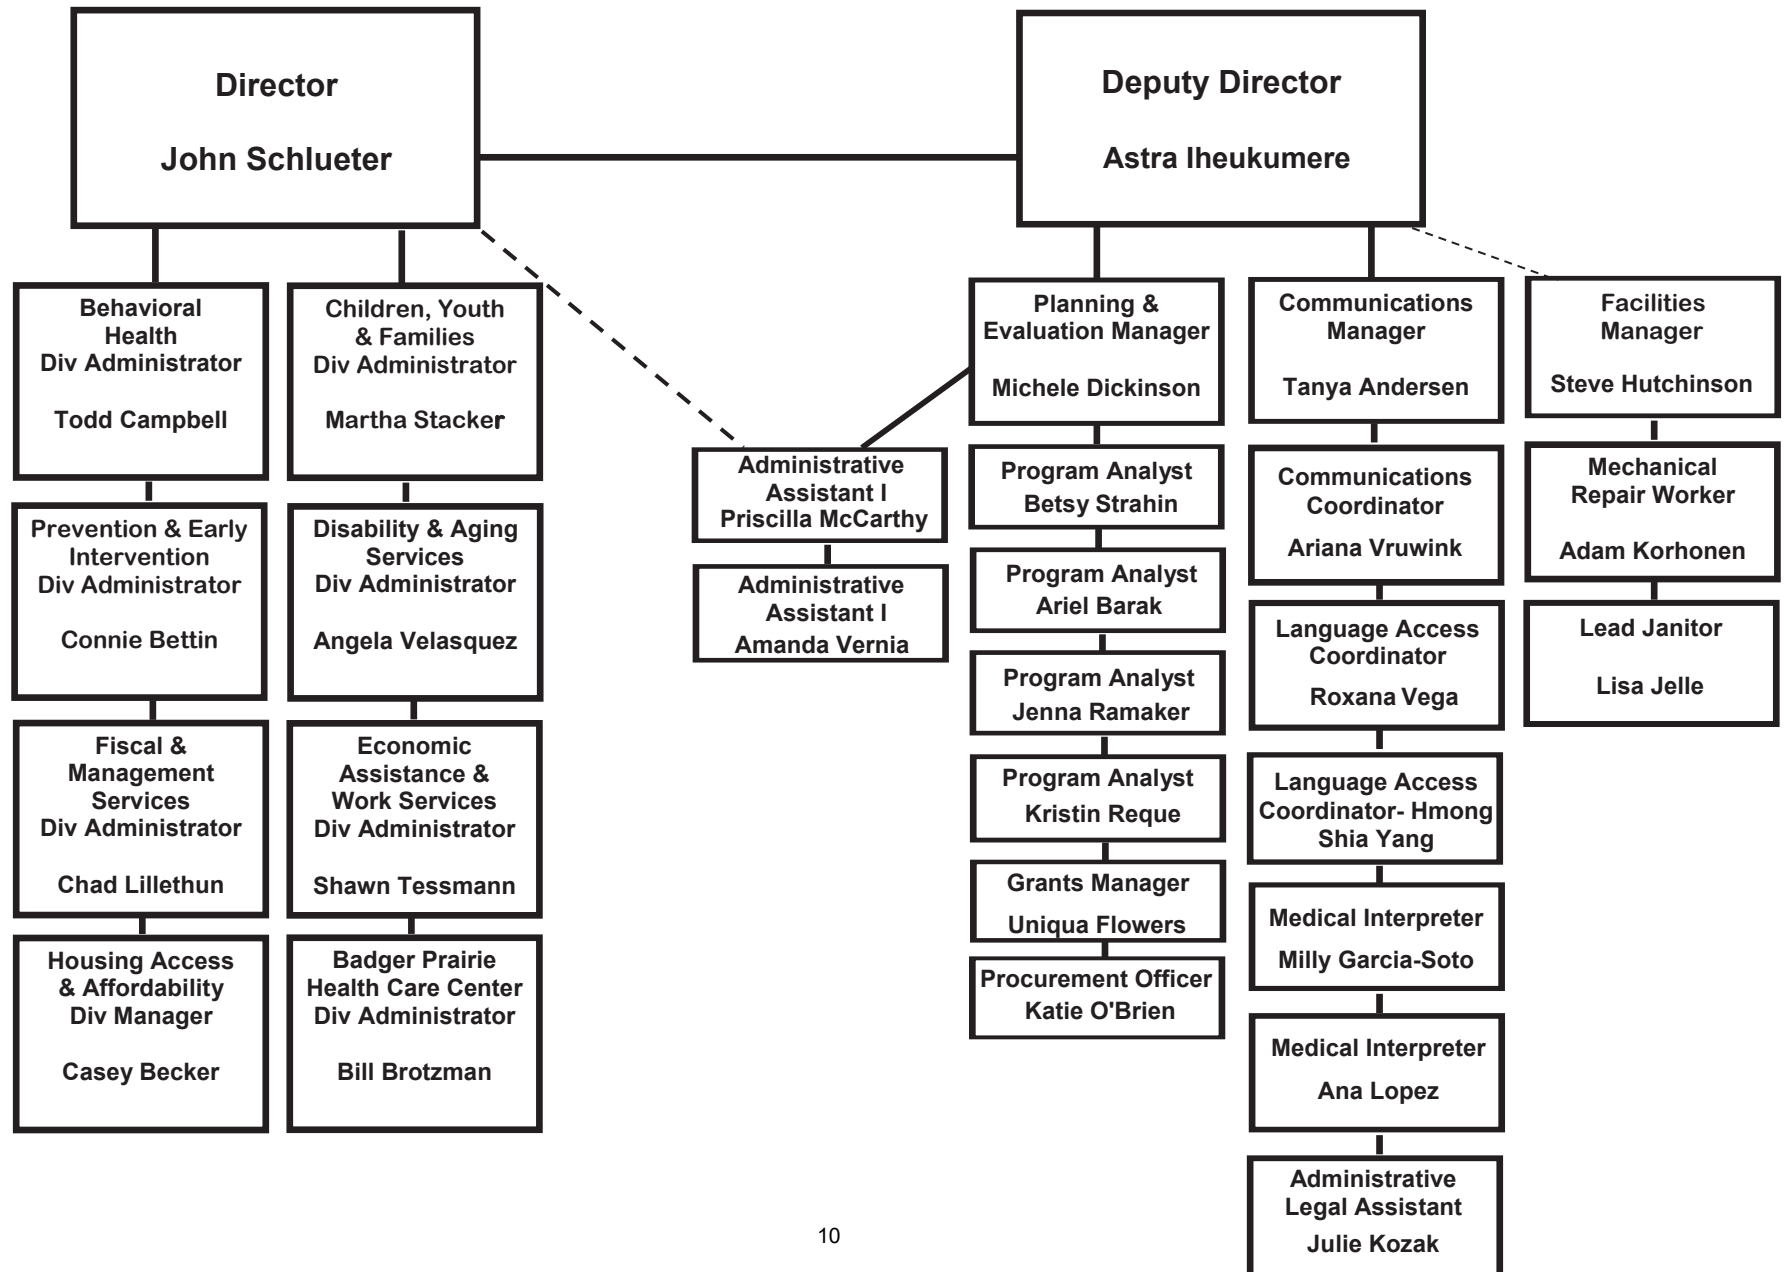 Director
John Schlueter
Deputy Director
Astra Iheukumere
Behavioral
Health
Div Administrator
Todd Campbell
Prevention & Early
Intervention
Div Administrator
Connie Bettin
Fiscal &
Management
Services
Div Administrator
Chad Lillethun
Housing Access
& Affordability
Div Manager
Casey Becker
Children, Youth
& Families
Div Administrator
Martha Stacker
Disability & Aging
Services
Div Administrator
Angela Velasquez
Economic
Assistance &
Work Services
Div Administrator
Shawn Tessmann
Badger Prairie
Health Care Center
Div Administrator
Bill Brotzman
Administrative
Assistant I
Priscilla McCarthy
Administrative
Assistant I
Amanda Vernia
Planning &
Evaluation Manager
Michele Dickinson
Program Analyst
Betsy Strahin
Program Analyst
Ariel Barak
Program Analyst
Jenna Ramaker
Program Analyst
Kristin Reque
Grants Manager
Uniqua Flowers
Procurement Officer
Katie O'Brien
Communications
Manager
Tanya Andersen
Communications
Coordinator
Ariana Vruwink
Language Access
Coordinator
Roxana Vega
Language Access
Coordinator- Hmong
Shia Yang
Medical Interpreter
Milly Garcia-Soto
Medical Interpreter
Ana Lopez
Administrative
Legal Assistant
Julie Kozak
Facilities
Manager
Steve Hutchinson
Mechanical
Repair Worker
Adam Korhonen
Lead Janitor
Lisa Jelle
10